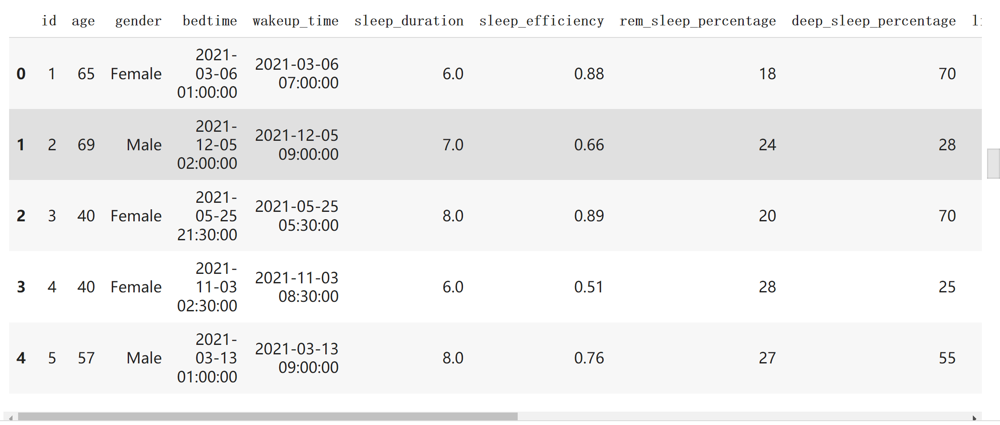 id age gender bedtime wakeup_time sleep_duration sleep_efficiency rem_sleep_percentage deep_sleep_percentage
0 1 65 Female 2021-03-06 01:00:00 2021-03-06 07:00:00 6.0 0.88 18 70
1 2 69 Male 2021-12-05 02:00:00 2021-12-05 09:00:00 7.0 0.66 24 28
2 3 40 Female 2021-05-25 21:30:00 2021-05-25 05:30:00 8.0 0.89 20 70
3 4 40 Female 2021-11-03 02:30:00 2021-11-03 08:30:00 6.0 0.51 28 25
4 5 57 Male 2021-03-13 01:00:00 2021-03-13 09:00:00 8.0 0.76 27 55